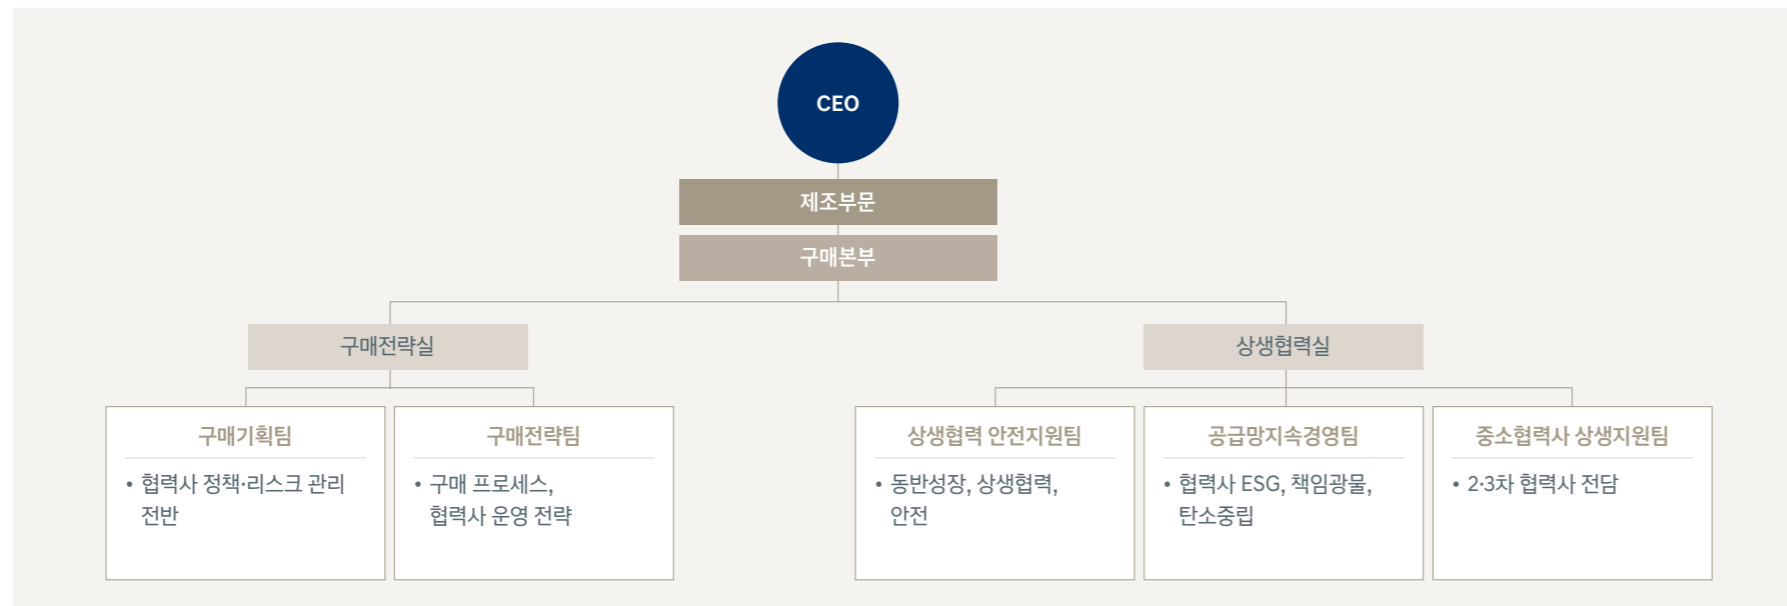 CEO
제조부문
구매본부
구매전략실
상생협력실
구매기획팀
• 협력사 정책·리스크 관리
전반
구매전략팀
• 구매 프로세스,
협력사 운영 전략
상생협력 안전지원팀
• 동반성장, 상생협력,
안전
공급망지속경영팀
• 협력사 ESG, 책임광물,
탄소중립
중소협력사 상생지원팀
• 2·3차 협력사 전담